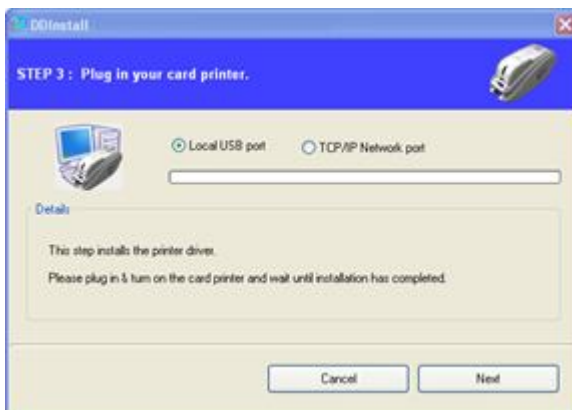 DDInstall
STEP 3 : Plug in your card printer.
Local USB port
TCP/IP Network port
Details
This step installs the printer driver.
Please plug in & turn on the card printer and wait until installation has completed.
Cancel
Next